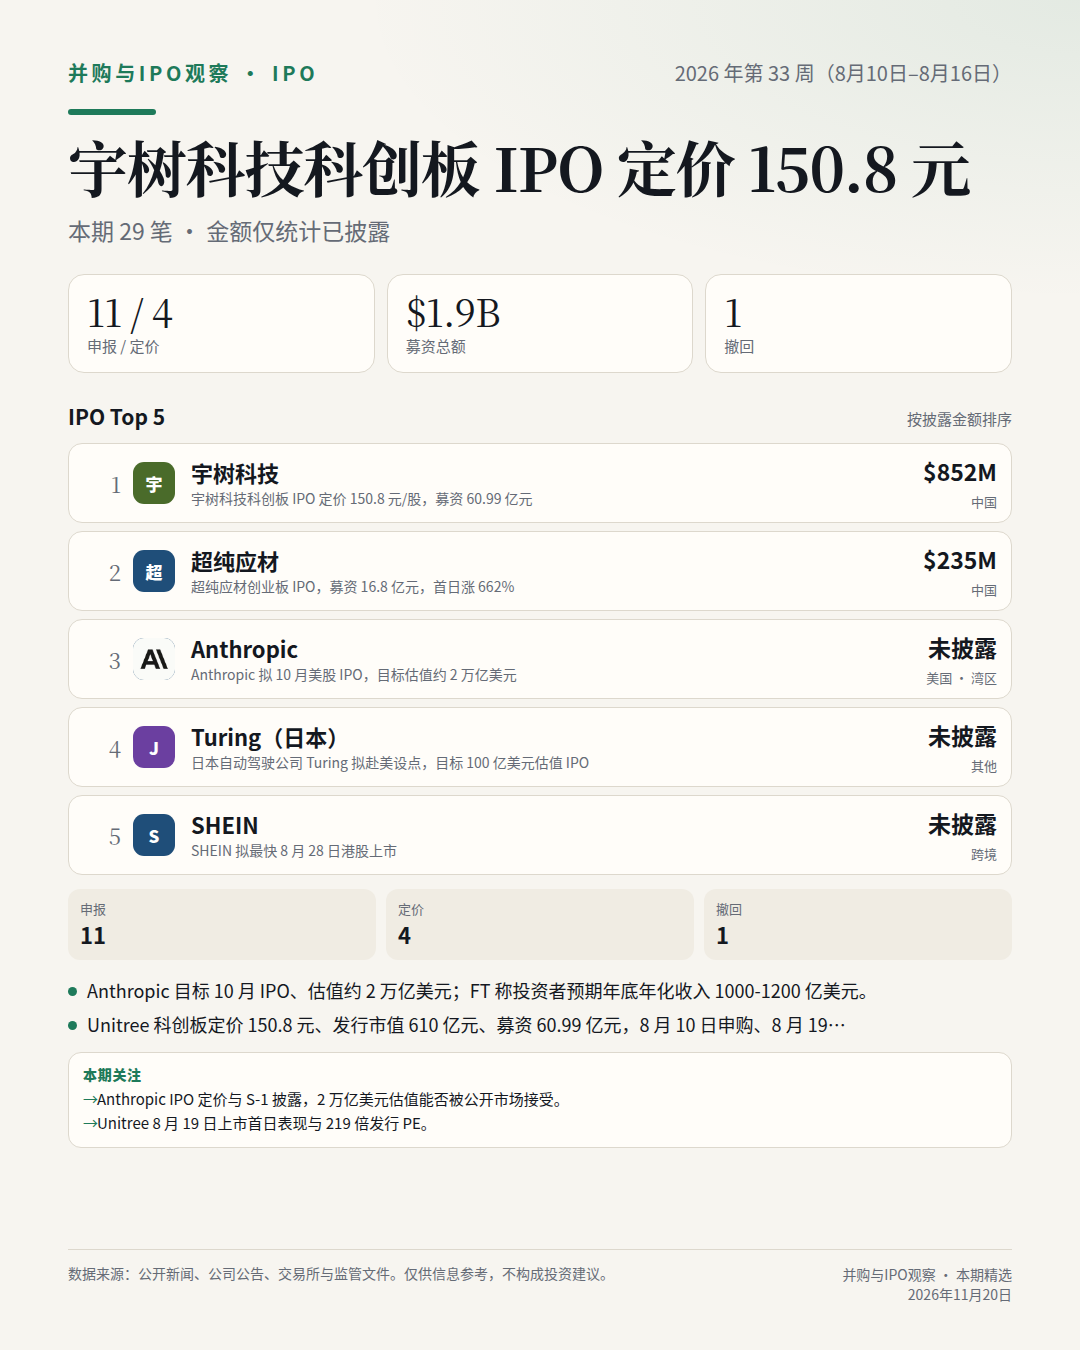 并购与IPO观察 · IPO
2026 年第 33 周（8月10日–8月16日）
宇树科技科创板 IPO 定价 150.8 元
本期 29 笔 · 金额仅统计已披露
11 / 4
申报 / 定价
$1.9B
募资总额
1
撤回
IPO Top 5
按披露金额排序
1
宇
宇树科技
宇树科技科创板 IPO 定价 150.8 元/股，募资 60.99 亿元
$852M
中国
2
超
超纯应材
超纯应材创业板 IPO，募资 16.8 亿元，首日涨 662%
$235M
中国
3
Anthropic
Anthropic 拟 10 月美股 IPO，目标估值约 2 万亿美元
未披露
美国 · 湾区
4
J
Turing（日本）
日本自动驾驶公司 Turing 拟赴美设点，目标 100 亿美元估值 IPO
未披露
其他
5
S
SHEIN
SHEIN 拟最快 8 月 28 日港股上市
未披露
跨境
申报
11
定价
4
撤回
1
Anthropic 目标 10 月 IPO、估值约 2 万亿美元；FT 称投资者预期年底年化收入 1000-1200 亿美元。
Unitree 科创板定价 150.8 元、发行市值 610 亿元、募资 60.99 亿元，8 月 10 日申购、8 月 19…
本期关注
→Anthropic IPO 定价与 S-1 披露，2 万亿美元估值能否被公开市场接受。
→Unitree 8 月 19 日上市首日表现与 219 倍发行 PE。
数据来源：公开新闻、公司公告、交易所与监管文件。仅供信息参考，不构成投资建议。
并购与IPO观察 · 本期精选
2026年11月20日